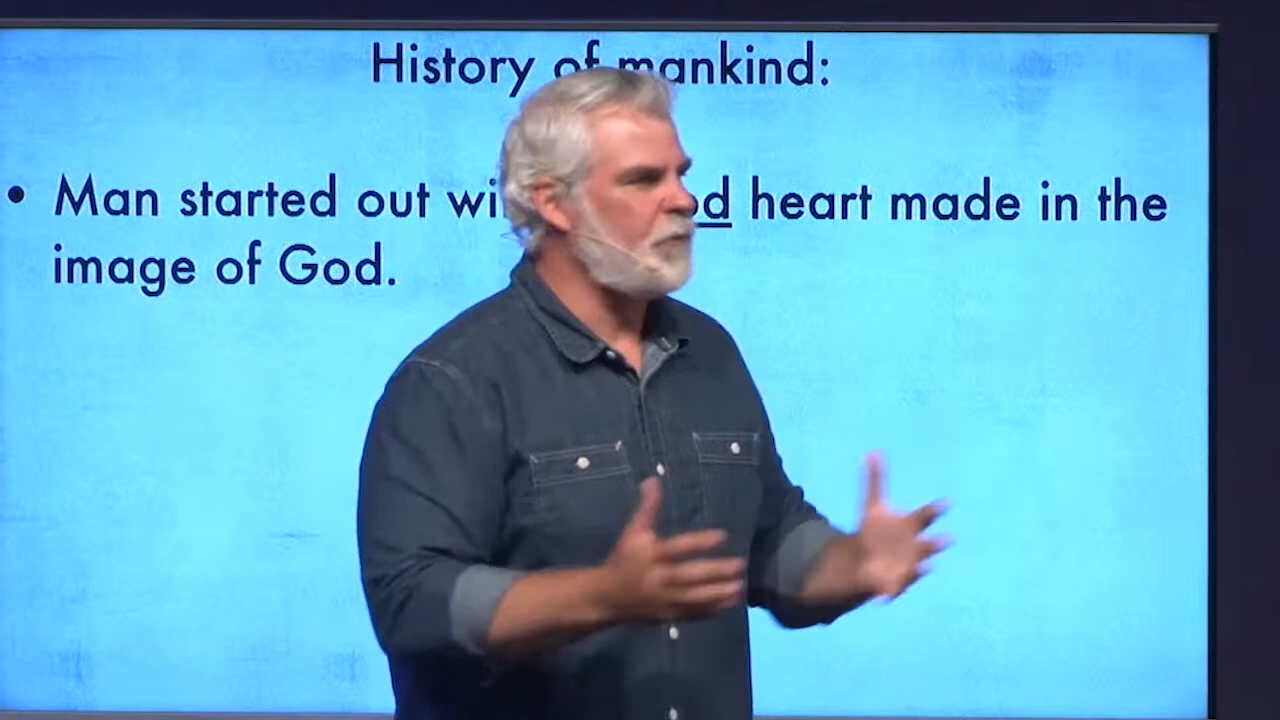 History of mankind:
• Man started out heart made in the
image of God.